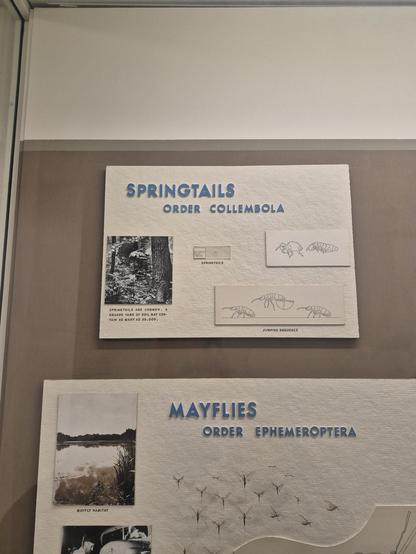 SPRINGTAILS
ORDER COLLEMBOLA
SPRINGTAILS
SPRINGTAILS ARE COMMON. A
SQUARE YARD OF SOIL MAY CON-
TAIN AS MANY AS 50,000.
JUMPING SEQUENCE
MAYFLIES
ORDER EPHEMEROPTERA
MAYFLY HABITAT